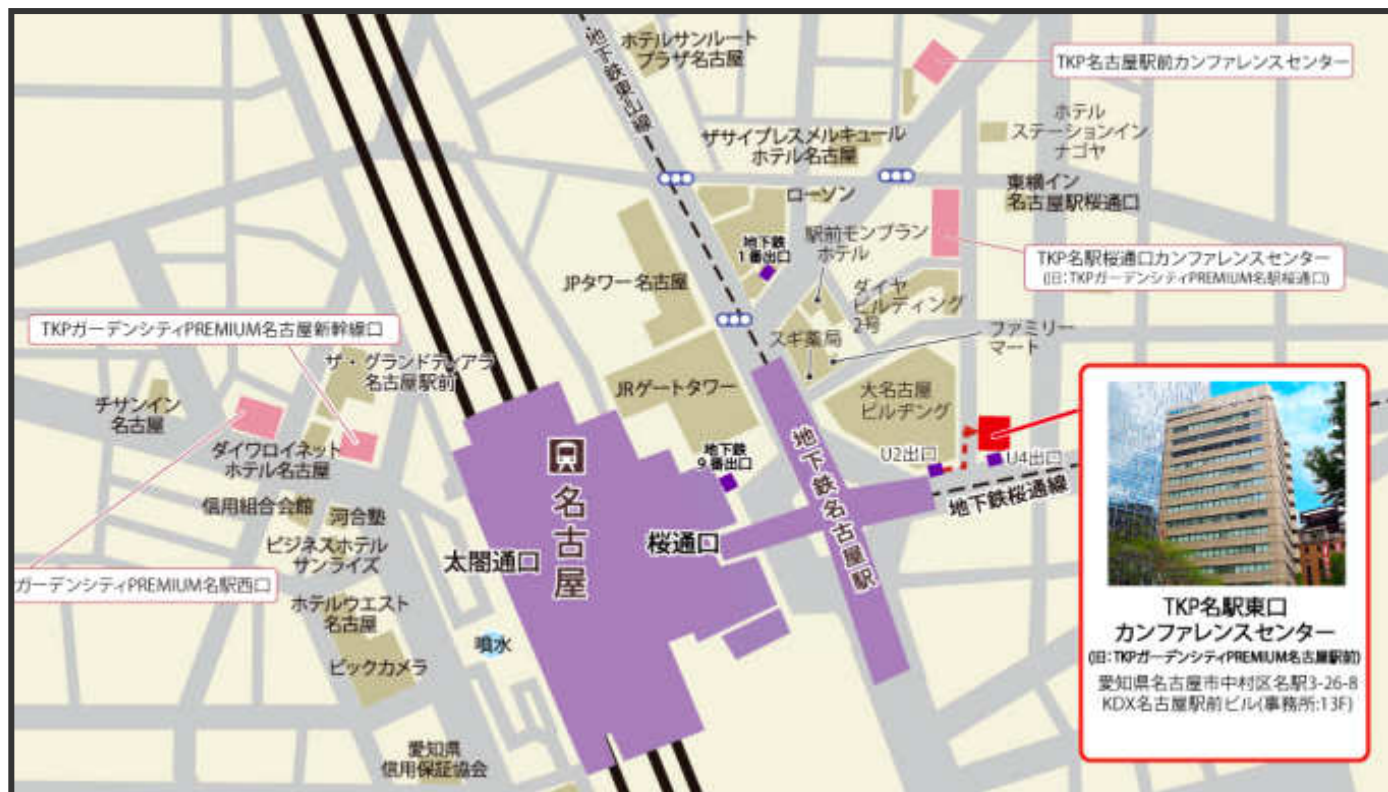 地下鉄東山線
ホテルサンルート
プラザ名古屋
TKP名古屋駅前カンファレンスセンター
ホテル
ステーションイン
ナゴヤ
ザサイプレスメルキュール
ホテル名古屋
ローソン
東横イン
名古屋駅桜通口
地下鉄
1番出口
駅前モンブラン
ホテル
TKP名駅桜通口カンファレンスセンター
(旧:TKPガーデンシティPREMIUM名駅桜通口)
JPタワー名古屋
ダイヤ
ビルディング
2号
TKPガーデンシティPREMIUM名古屋新幹線口
スギ薬局
ファミリー
マート
ザ・グランドティアラ
名古屋駅前
JRゲートタワー
大名古屋
ビルヂング
チサンイン
名古屋
ダイワロイネット
ホテル名古屋
地下鉄
9番出口
U2出口
U4出口
地下鉄桜通線
地下鉄名古屋駅
名古屋
信用組合会館
河合塾
桜通口
太閤通口
ビジネスホテル
サンライズ
ガーデンシティPREMIUM名駅西口
ホテルウエスト
名古屋
噴水
ビックカメラ
愛知県
信用保証協会
TKP名駅東口
カンファレンスセンター
(旧:TKPガーデンシティPREMIUM名古屋駅前)
愛知県名古屋市中村区名駅3-26-8
KDX名古屋駅前ビル(事務所:13F)